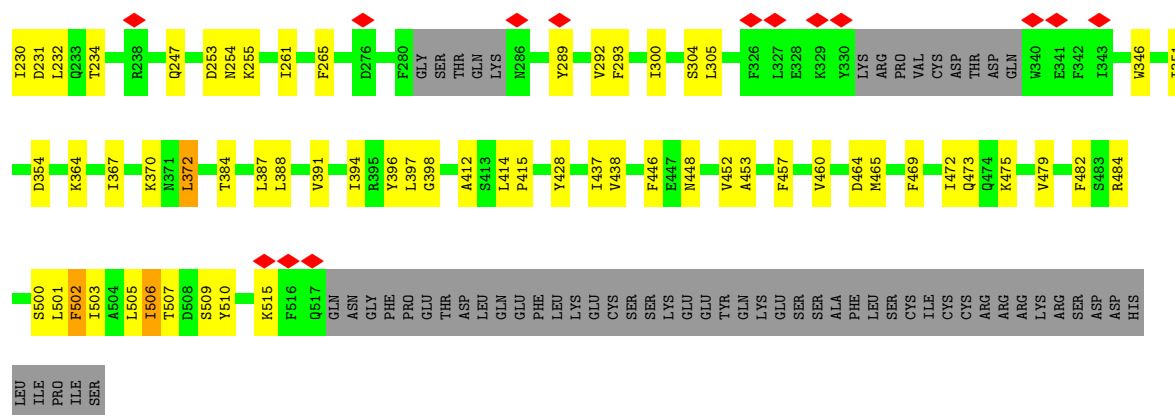 I230 D231 L232 Q233 T234 R238 Q247 D253 N254 K255 I261 F265 D276 F280 GLY SER THR GLN LYS N286 Y289 V292 F293 I300 S304 L305 F326 L327 E328 K329 Y330 LYS ARG PRO VAL CYS ASP THR ASP GLN W340 E341 F342 I343 W346
D354 K364 I367 K370 N371 L372 T384 L387 L388 V391 I394 R395 Y396 L397 G398 A412 S413 L414 P415 Y428 I437 V438 F446 E447 N448 V452 A453 F457 V460 D464 M465 F469 I472 Q473 Q474 K475 V479 F482 S483 R484
S500 L501 F502 I503 A504 L505 I506 T507 D508 S509 Y510 K515 F516 Q517 GLN ASN GLY PHE PRO GLU THR ASP LEU GLN GLU PHE LEU LYS GLU CYS SER SER LYS GLU GLU TYR GLN LYS GLU SER SER ALA PHE LEU SER CYS ILE CYS CYS ARG ARG ARG LYS ARG SER ASP ASP HIS
LEU ILE PRO ILE SER